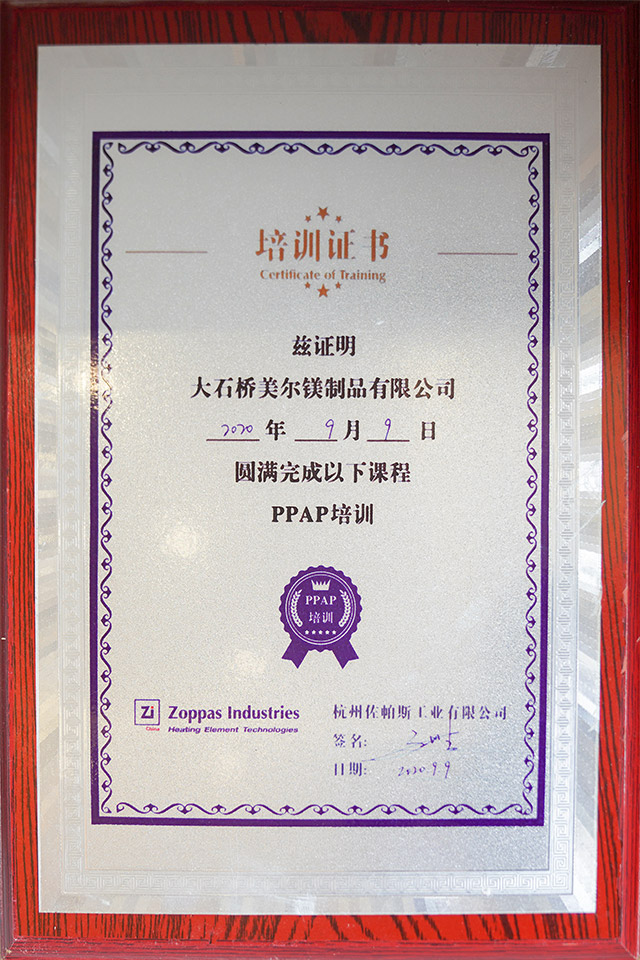 培训证书
Certificate of Training
兹证明
大石桥美尔镁制品有限公司
2020 年 9 月 9 日
圆满完成以下课程
PPAP培训
PPAP
培训
Zi
China
Zoppas Industries
Heating Element Technologies
杭州佐帕斯工业有限公司
签名:
日期: 2020.9.9